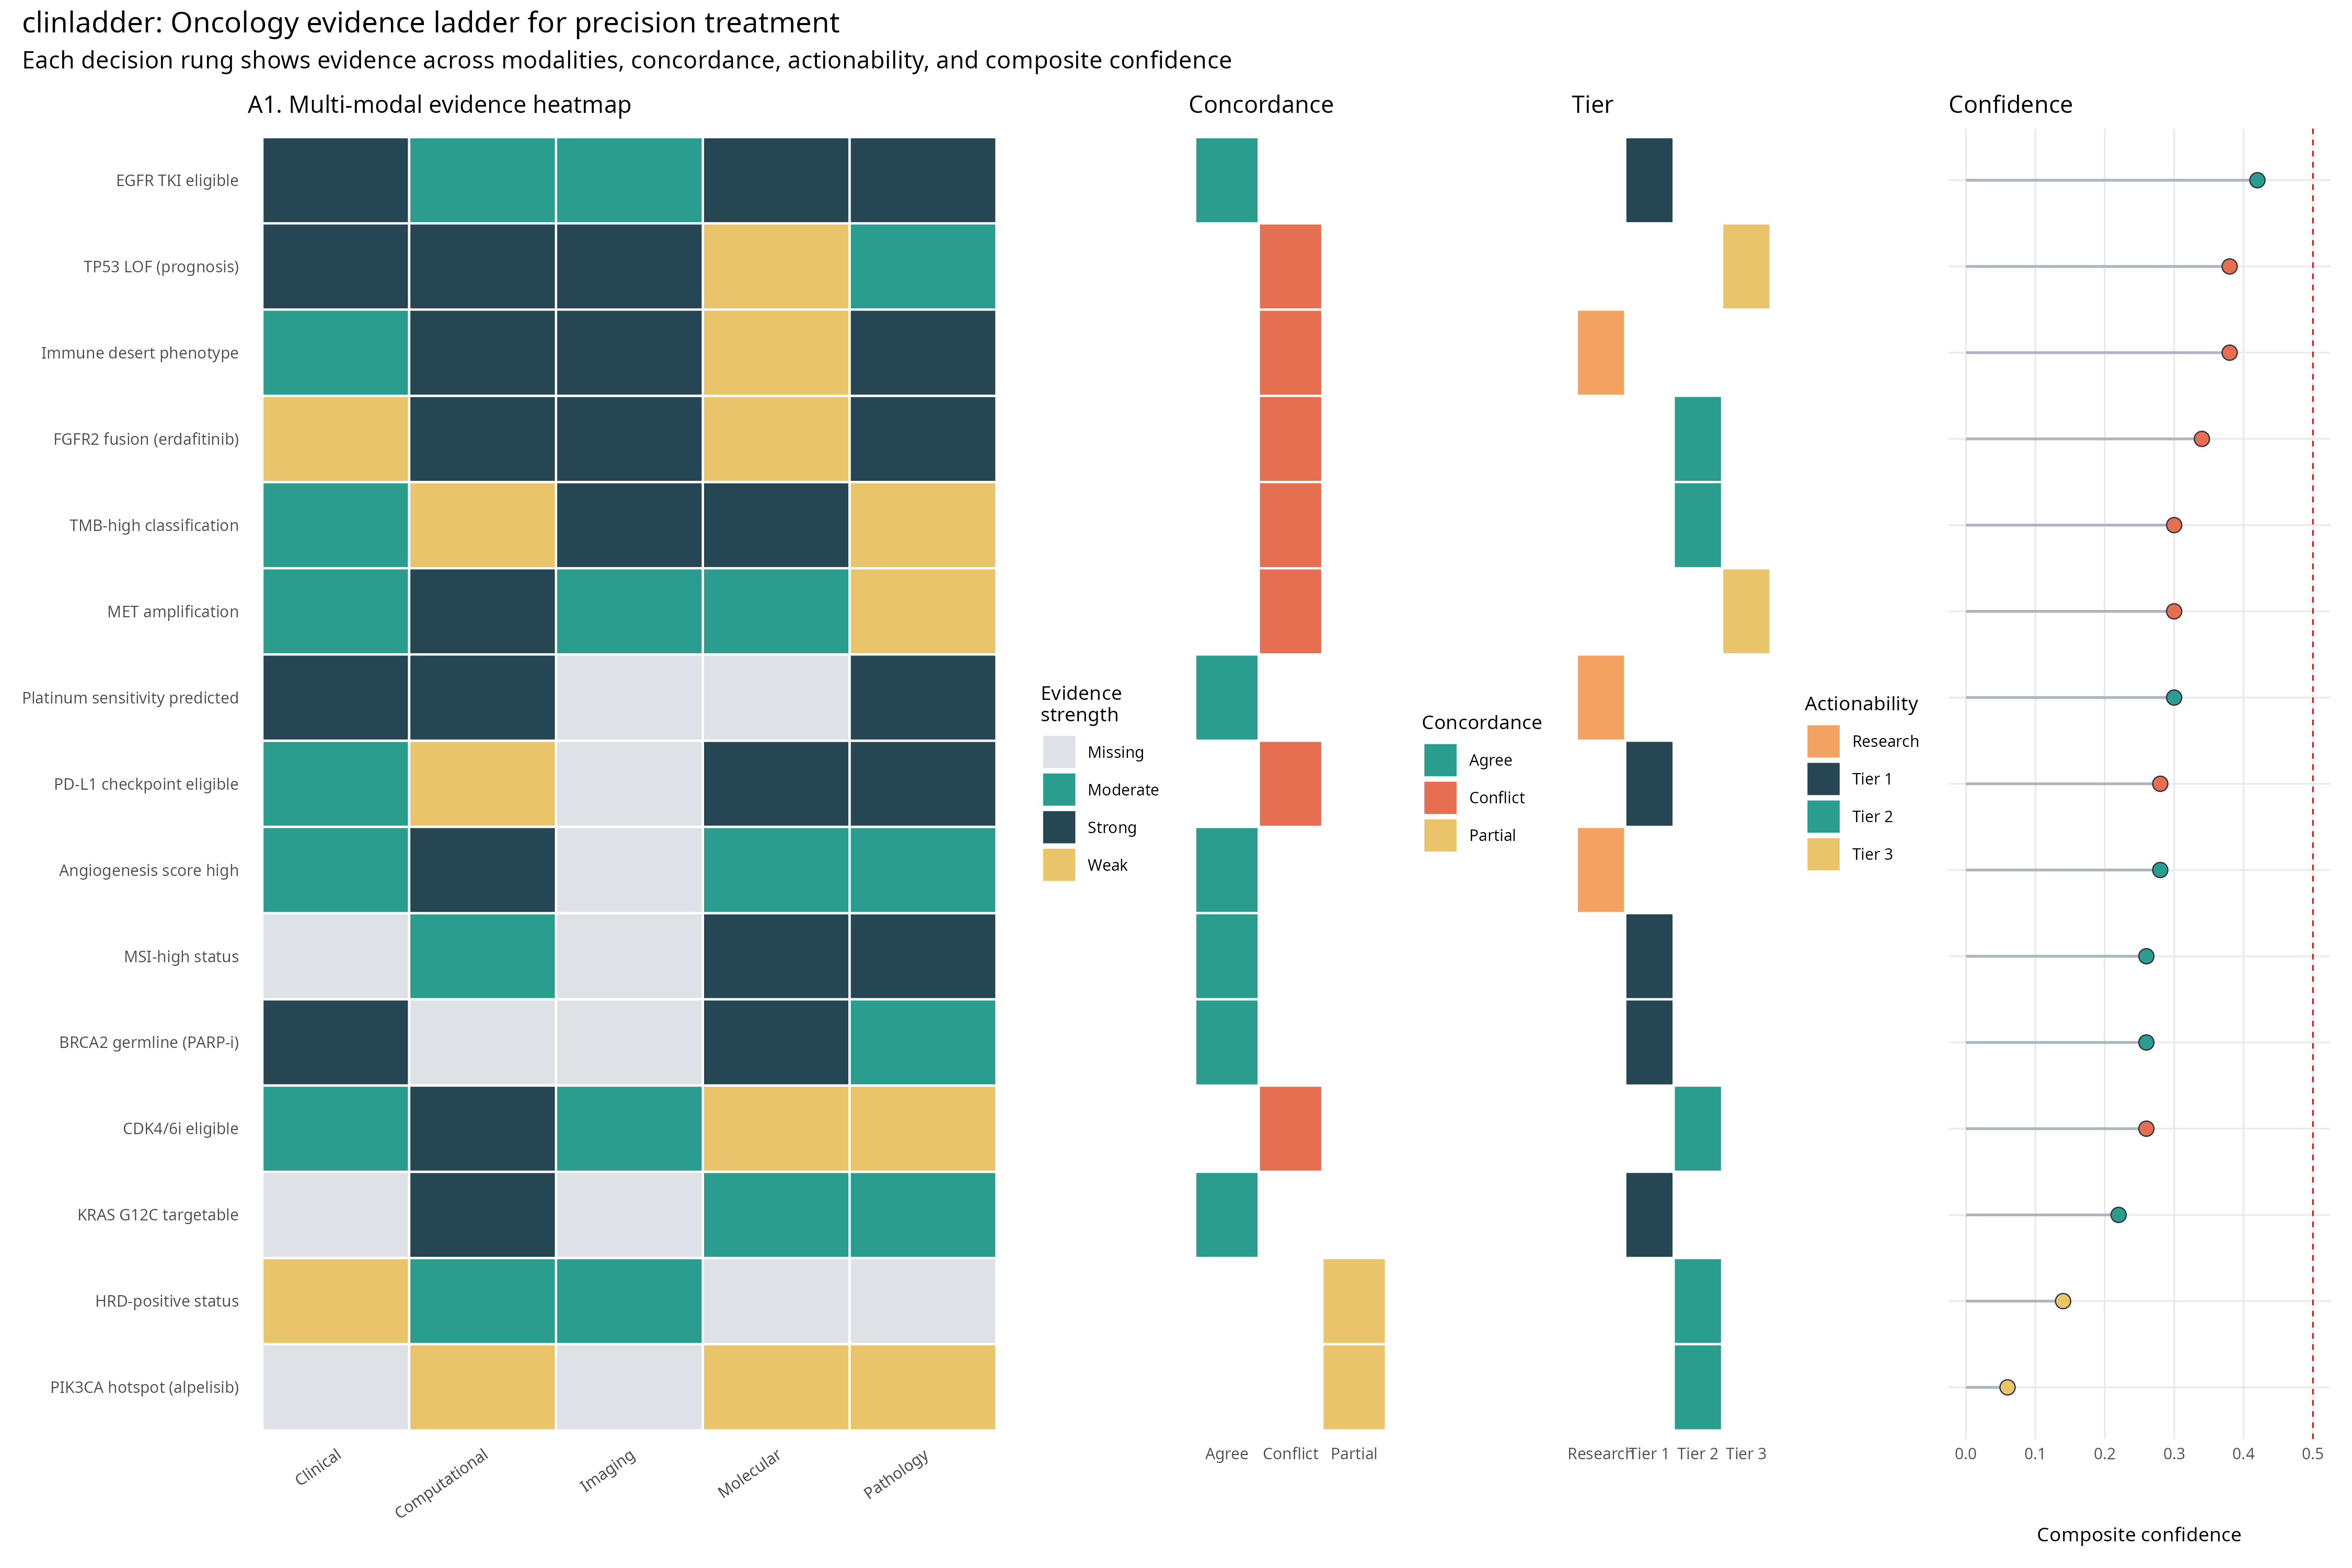 clinladder: Oncology evidence ladder for precision treatment
Each decision rung shows evidence across modalities, concordance, actionability, and composite confidence
A1. Multi-modal evidence heatmap
Concordance
Tier
Confidence
EGFR TKI eligible
TP53 LOF (prognosis)
Immune desert phenotype
FGFR2 fusion (erdafitinib)
TMB-high classification
MET amplification
Platinum sensitivity predicted
PD-L1 checkpoint eligible
Angiogenesis score high
MSI-high status
BRCA2 germline (PARP-i)
CDK4/6i eligible
KRAS G12C targetable
HRD-positive status
PIK3CA hotspot (alpelisib)
Clinical
Computational
Imaging
Molecular
Pathology
Evidence
strength
Missing
Moderate
Strong
Weak
Agree Conflict Partial
Concordance
Agree
Conflict
Partial
Research Tier 1 Tier 2 Tier 3
Actionability
Research
Tier 1
Tier 2
Tier 3
0.0 0.1 0.2 0.3 0.4 0.5
Composite confidence